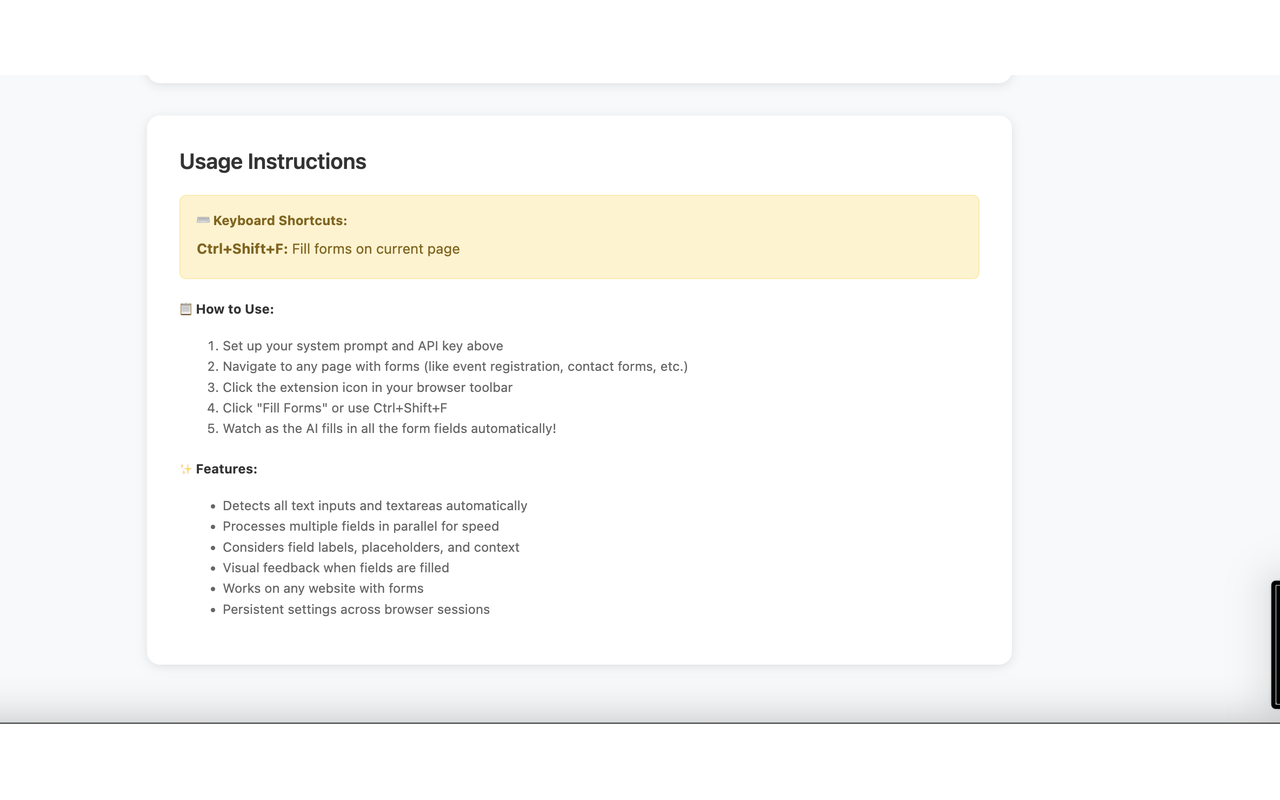 Usage Instructions
⌨️ Keyboard Shortcuts:
Ctrl+Shift+F: Fill forms on current page
📋 How to Use:
1. Set up your system prompt and API key above
2. Navigate to any page with forms (like event registration, contact forms, etc.)
3. Click the extension icon in your browser toolbar
4. Click "Fill Forms" or use Ctrl+Shift+F
5. Watch as the AI fills in all the form fields automatically!
✨ Features:
• Detects all text inputs and textareas automatically
• Processes multiple fields in parallel for speed
• Considers field labels, placeholders, and context
• Visual feedback when fields are filled
• Works on any website with forms
• Persistent settings across browser sessions